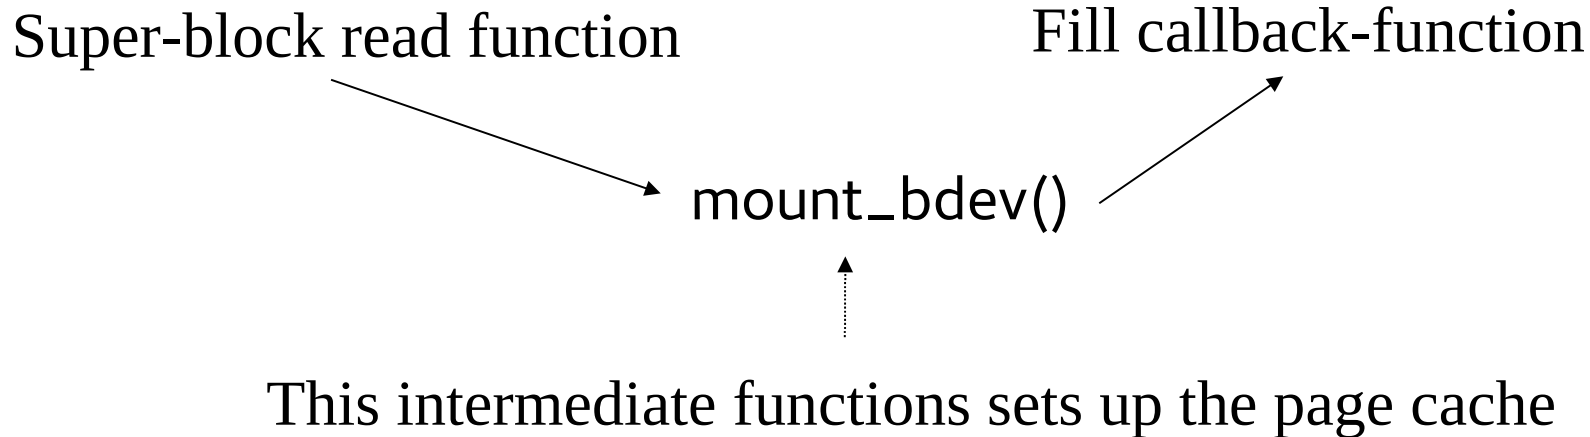 Super-block read function
Fill callback-function
mount_bdev()
This intermediate functions sets up the page cache